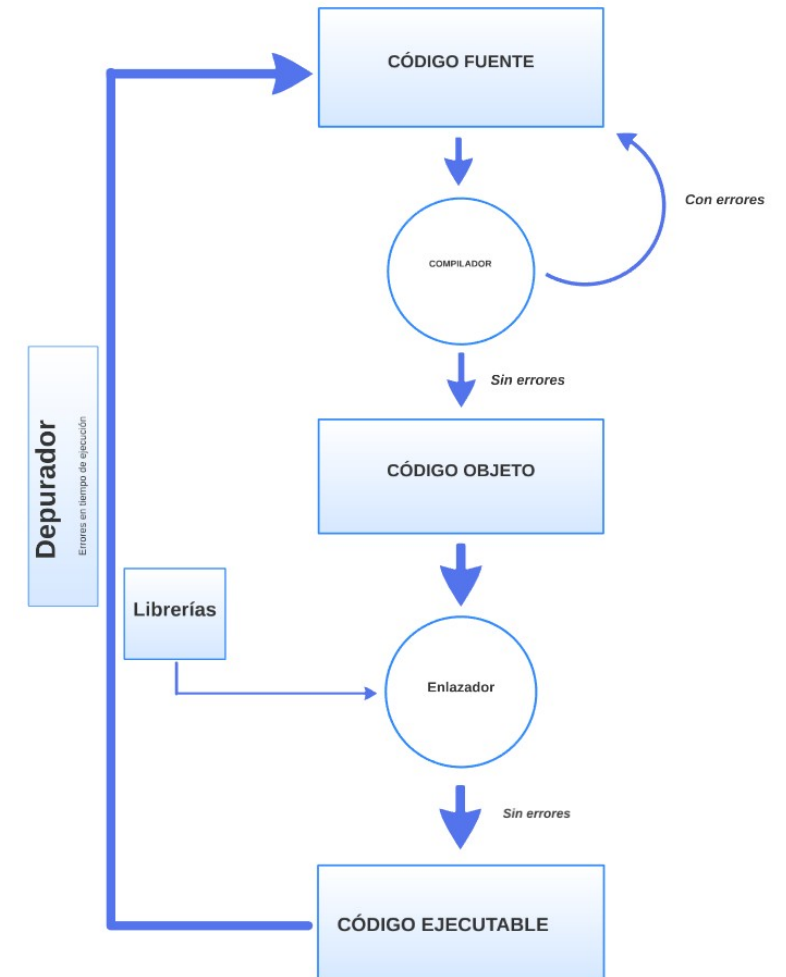 CÓDIGO FUENTE
Con errores
COMPILADOR
Sin errores
Depurador
Errores en tiempo de ejecución
CÓDIGO OBJETO
Librerías
Enlazador
Sin errores
CÓDIGO EJECUTABLE